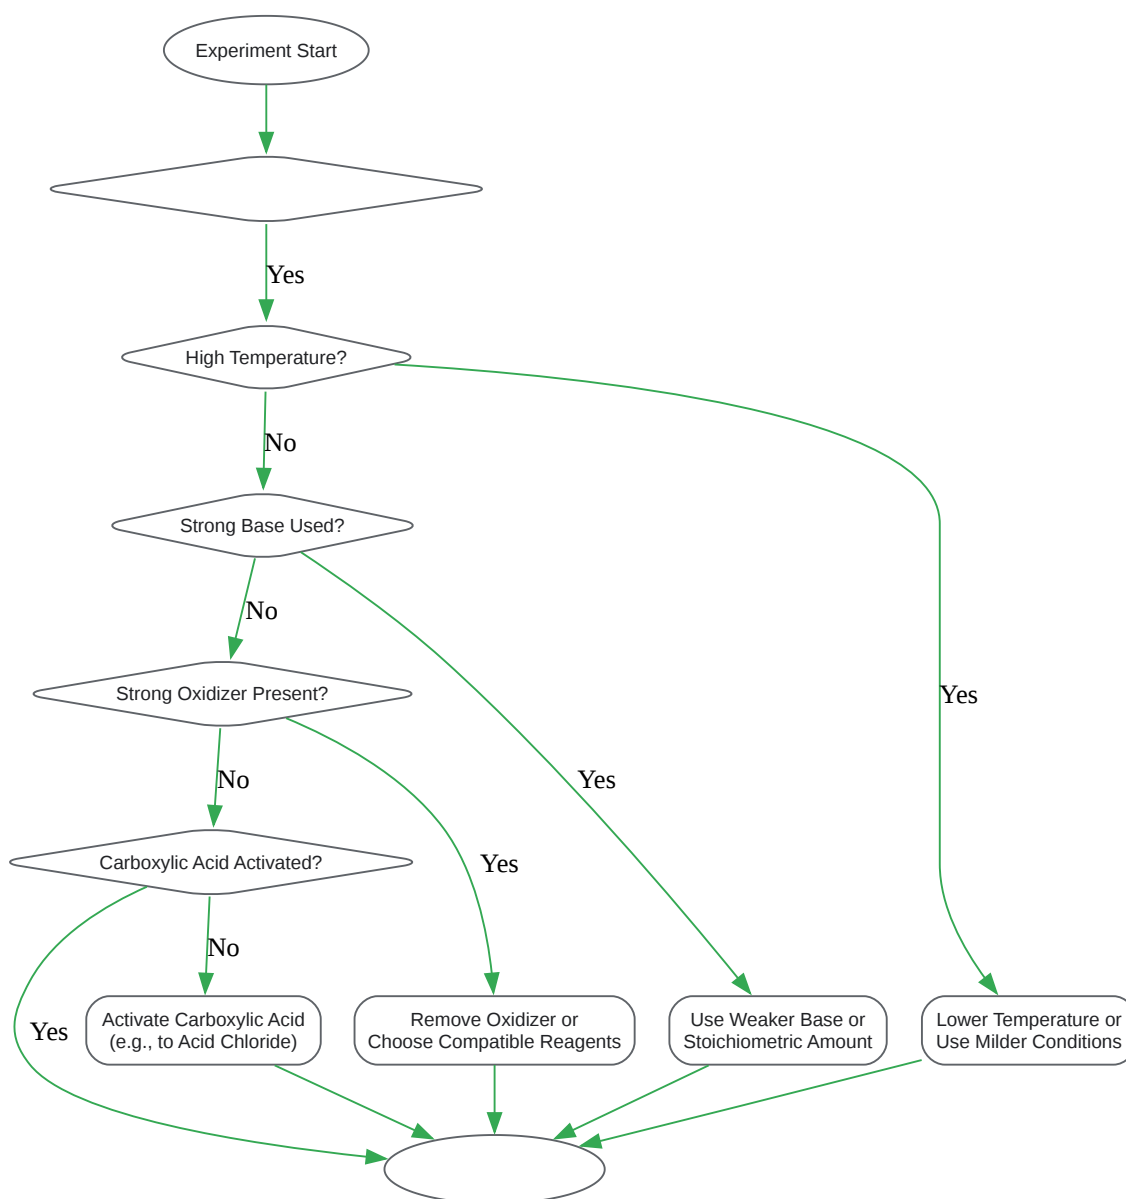 Experiment Start
Yes
High Temperature?
No
Strong Base Used?
No
Strong Oxidizer Present?
Yes
No
Yes
Carboxylic Acid Activated?
Yes
No
Yes
Activate Carboxylic Acid
(e.g., to Acid Chloride)
Remove Oxidizer or
Choose Compatible Reagents
Use Weaker Base or
Stoichiometric Amount
Lower Temperature or
Use Milder Conditions